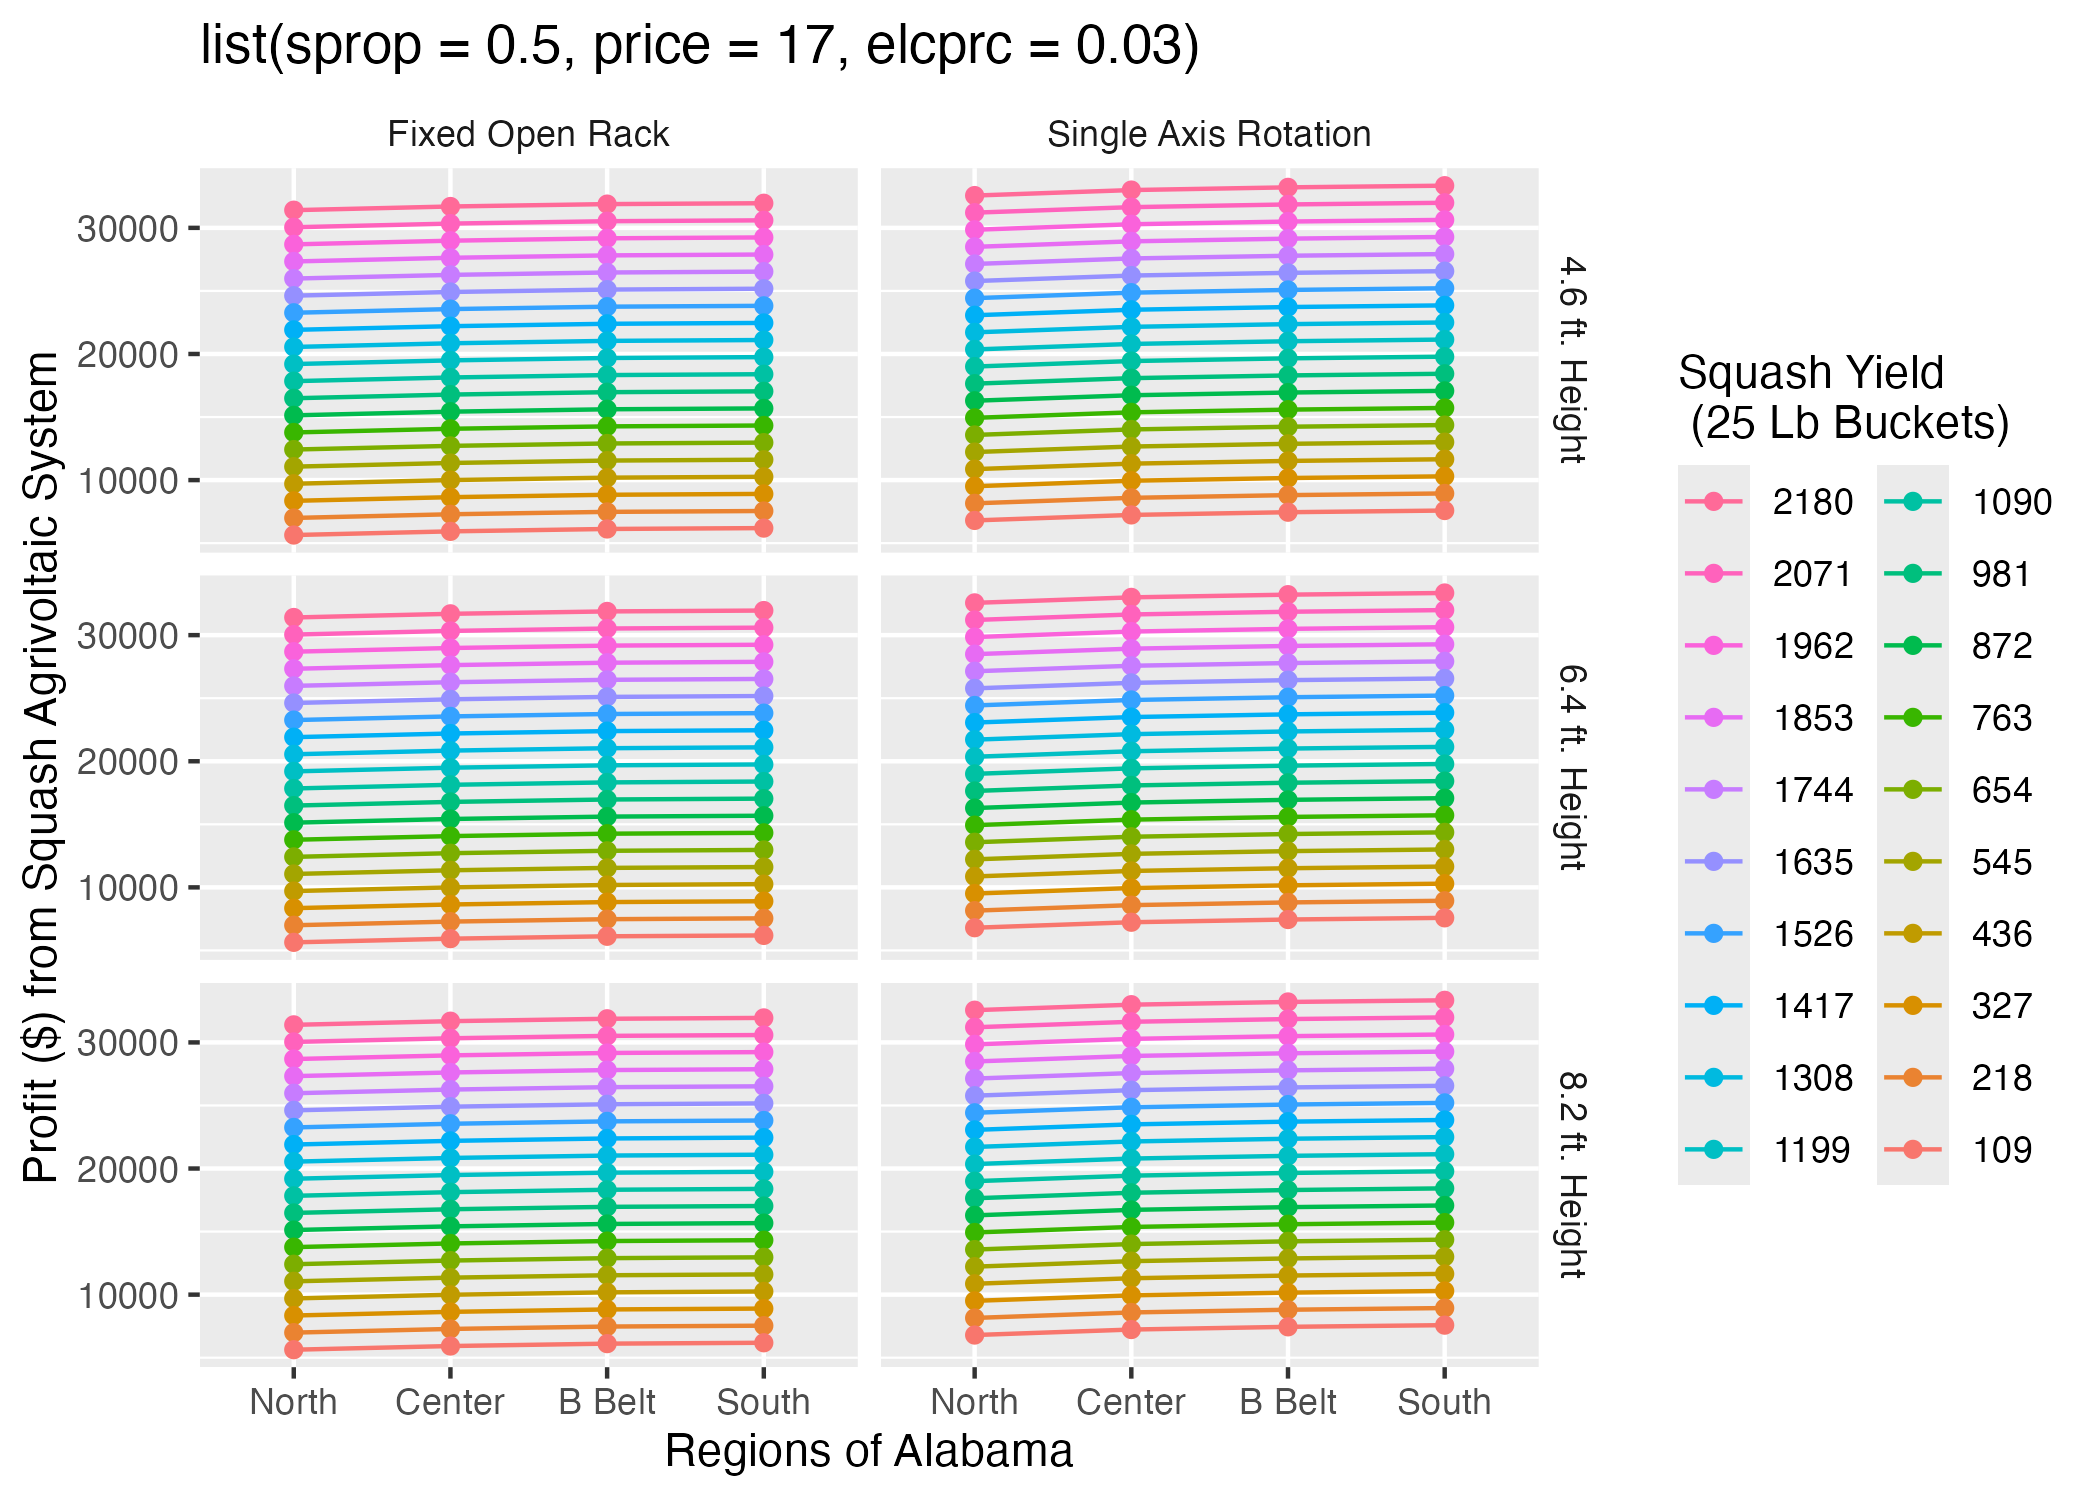 list(sprop = 0.5, price = 17, elcprc = 0.03)
Fixed Open Rack
Single Axis Rotation
Profit ($) from Squash Agrivoltaic System
30000
20000
10000
4.6 ft. Height
30000
20000
10000
6.4 ft. Height
30000
20000
10000
8.2 ft. Height
North Center B Belt South
North Center B Belt South
Regions of Alabama
Squash Yield
(25 Lb Buckets)
2180 1090
2071 981
1962 872
1853 763
1744 654
1635 545
1526 436
1417 327
1308 218
1199 109